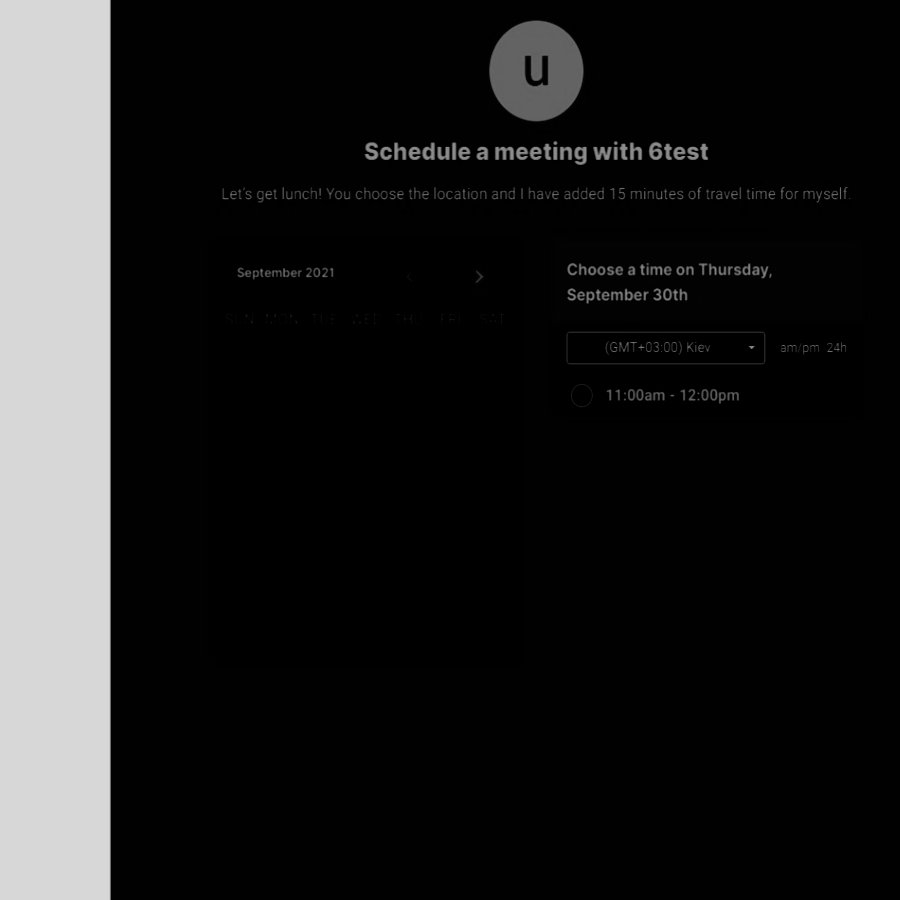 u
Schedule a meeting with 6test
Let's get lunch! You choose the location and I have added 15 minutes of travel time for myself.
September 2021
SUN MON TUE WED THU FRI SAT
Choose a time on Thursday,
September 30th
(GMT+03:00) Kiev
am/pm 24h
11:00am - 12:00pm